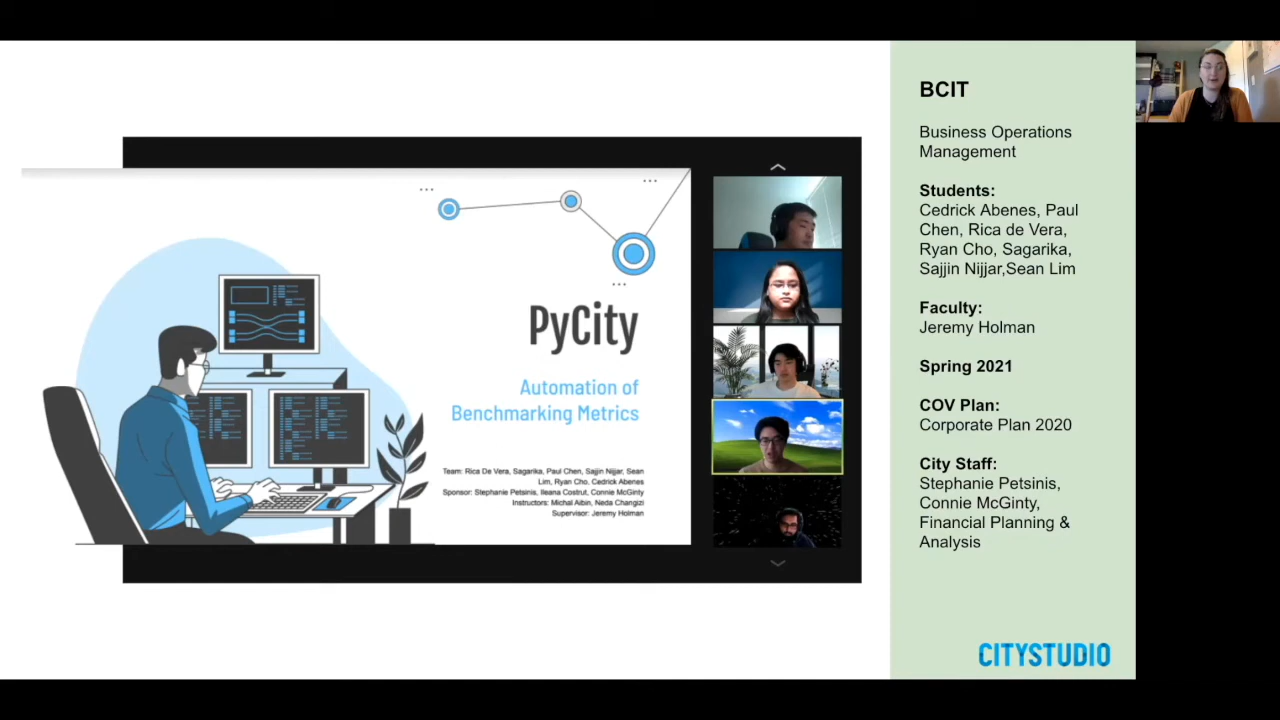 PyCity
Automation of
Benchmarking Metrics
Team: Rica De Vera, Sagarika, Paul Chen, Sajjin Nijjar, Sean
Lim, Ryan Cho, Cedrick Abenes
Sponsor: Stephanie Petsinis, Ileana Costrut, Connie McGinty
Instructors: Michal Aibin, Neda Changizi
Supervisor: Jeremy Holman
BCIT
Business Operations
Management
Students:
Cedrick Abenes, Paul
Chen, Rica de Vera,
Ryan Cho, Sagarika,
Sajjin Nijjar,Sean Lim
Faculty:
Jeremy Holman
Spring 2021
COV Plan:
Corporate Plan 2020
City Staff:
Stephanie Petsinis,
Connie McGinty,
Financial Planning &
Analysis
CITYSTUDIO